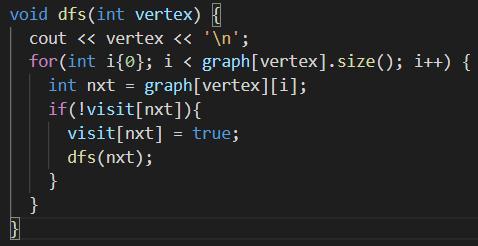 void dfs(int vertex) {
  cout << vertex << '\n';
  for(int i{0}; i < graph[vertex].size(); i++) {
    int nxt = graph[vertex][i];
    if(!visit[nxt]){
      visit[nxt] = true;
      dfs(nxt);
    }
  }
}